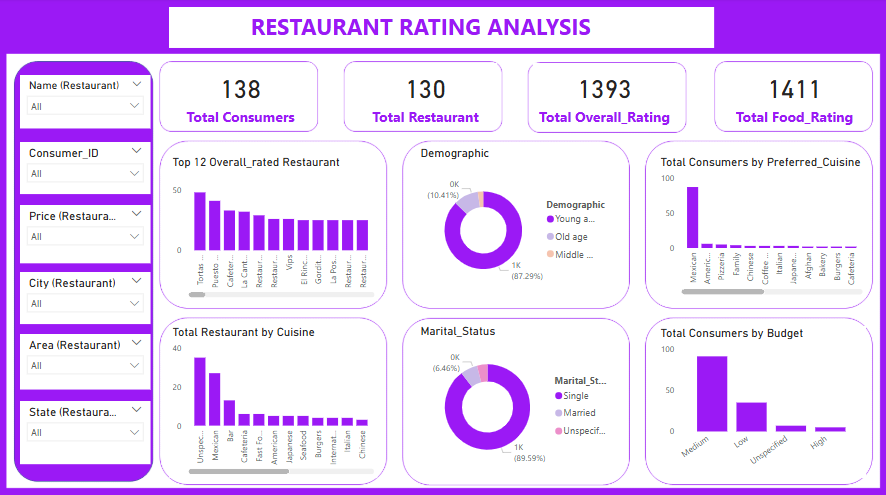 RESTAURANT RATING ANALYSIS
Name (Restaurant)
All
Consumer_ID
All
Price (Restaura...
All
City (Restaurant)
All
Area (Restaurant)
All
State (Restaura...
All
138
Total Consumers
130
Total Restaurant
1393
Total Overall_Rating
1411
Total Food_Rating
Top 12 Overall_rated Restaurant
50
0
Tortas ...
Puesto ...
Cafeter...
La Cant...
Restaur...
Restaur...
Vips
El Rinc...
Gordit...
La Pos...
Restaur...
Restaur...
Demographic
0K
(10.41%)
1K
(87.29%)
Demographic
Young a...
Old age
Middle ...
Total Consumers by Preferred_Cuisine
100
50
0
Mexican
Americ...
Pizzeria
Family
Chinese
Coffee ...
Italian
Japane...
Afghan
Bakery
Burgers
Cafeteria
Total Restaurant by Cuisine
40
20
0
Unspec...
Mexican
Bar
Cafeteria
Fast Fo...
American
Japanese
Seafood
Burgers
Internat...
Italian
Chinese
Marital_Status
0K
(6.46%)
1K
(89.59%)
Marital_St...
Single
Married
Unspecif...
Total Consumers by Budget
100
50
0
Medium
Low
Unspecified
High